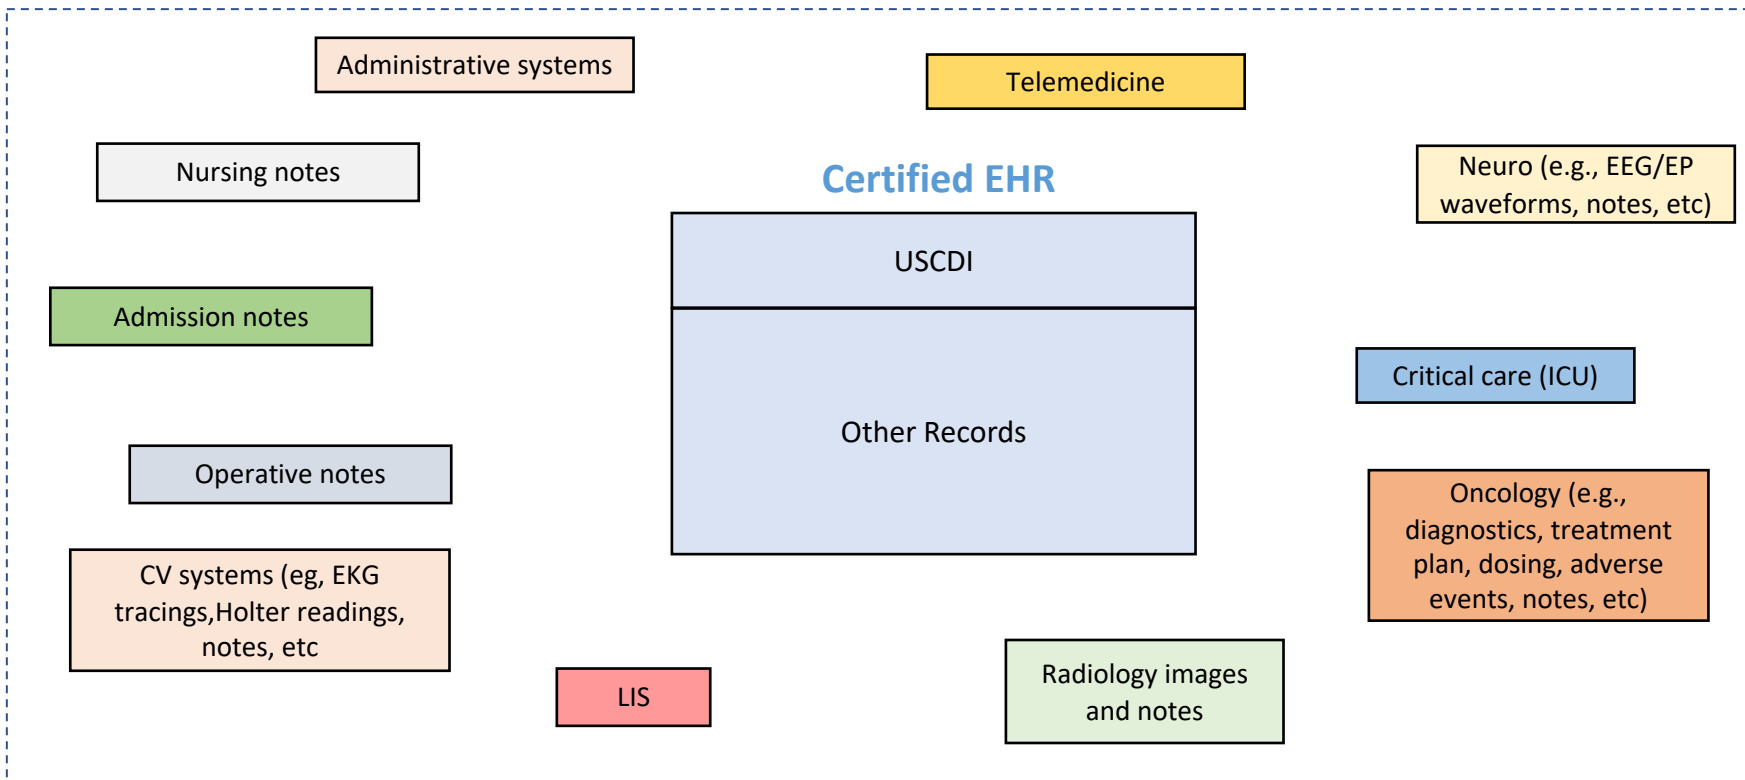 Administrative systems
Telemedicine
Nursing notes
Certified EHR
Neuro (e.g., EEG/EP
waveforms, notes, etc)
USCDI
Admission notes
Critical care (ICU)
Other Records
Operative notes
Oncology (e.g.,
diagnostics, treatment
plan, dosing, adverse
events, notes, etc)
CV systems (eg, EKG
tracings,Holter readings,
notes, etc
LIS
Radiology images
and notes